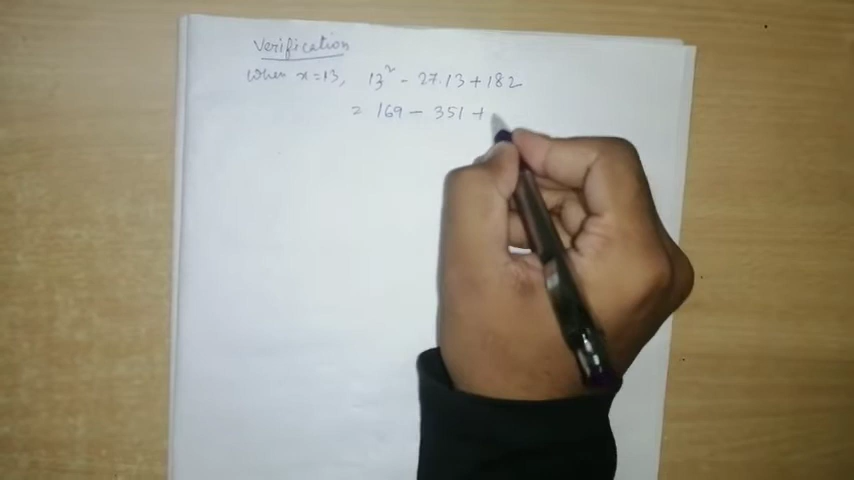 Verification
When x=13, 13² - 27.13 + 182
= 169 - 351 +